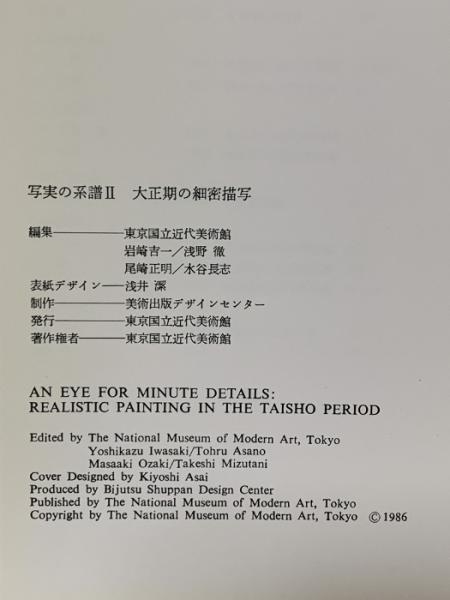 写実の系譜Ⅱ　大正期の細密描写
編集――――東京国立近代美術館
岩崎吉一／浅野 徹
尾崎正明／水谷長志
表紙デザイン――浅井 潔
制作――――美術出版デザインセンター
発行――――東京国立近代美術館
著作権者――――東京国立近代美術館
AN EYE FOR MINUTE DETAILS:
REALISTIC PAINTING IN THE TAISHO PERIOD
Edited by The National Museum of Modern Art, Tokyo
Yoshikazu Iwasaki/Tohru Asano
Masaaki Ozaki/Takeshi Mizutani
Cover Designed by Kiyoshi Asai
Produced by Bijutsu Shuppan Design Center
Published by The National Museum of Modern Art, Tokyo
Copyright by The National Museum of Modern Art, Tokyo ©1986